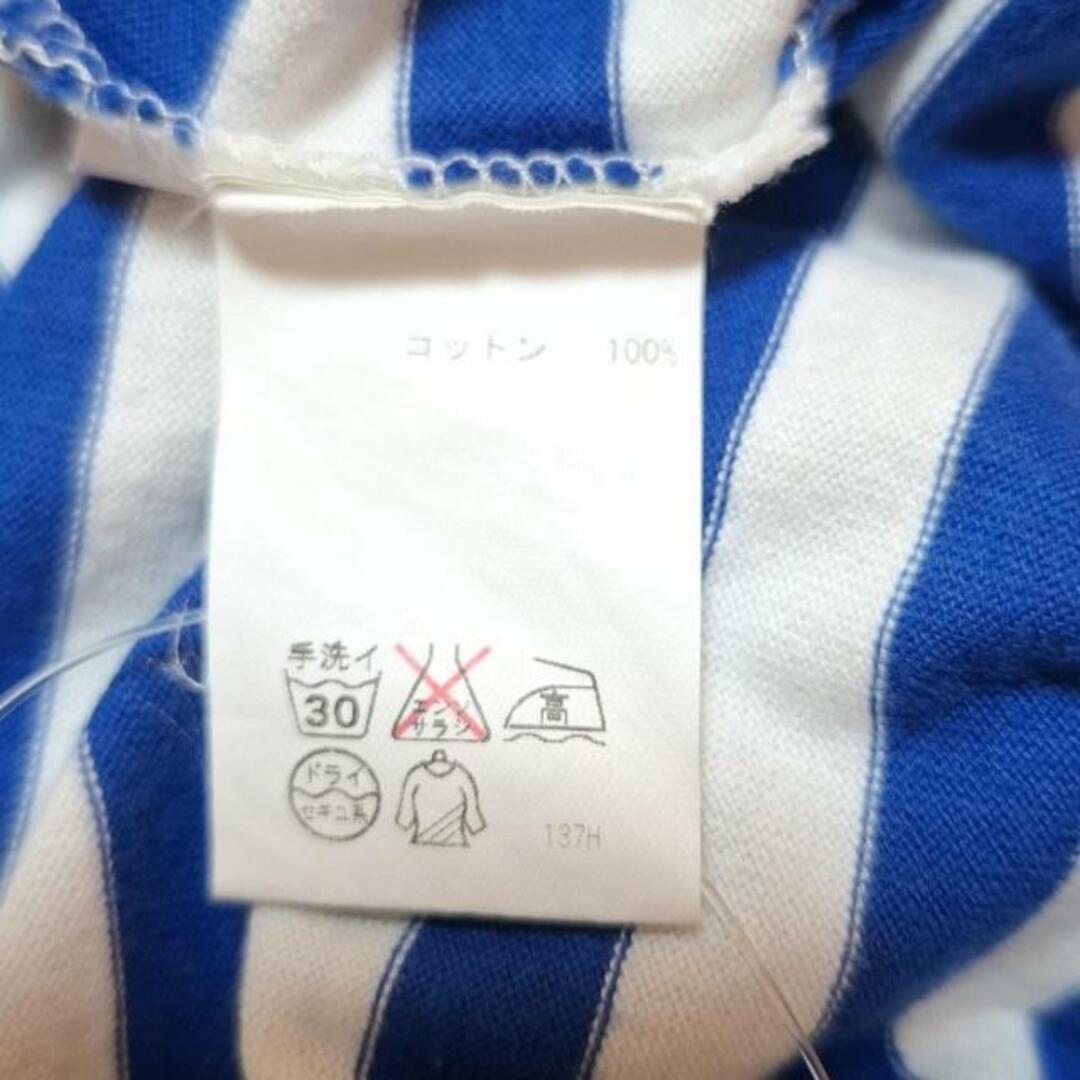 コットン 100%
手洗イ
30
エンソ
サラシ
高
ドライ
セキユ系
137H